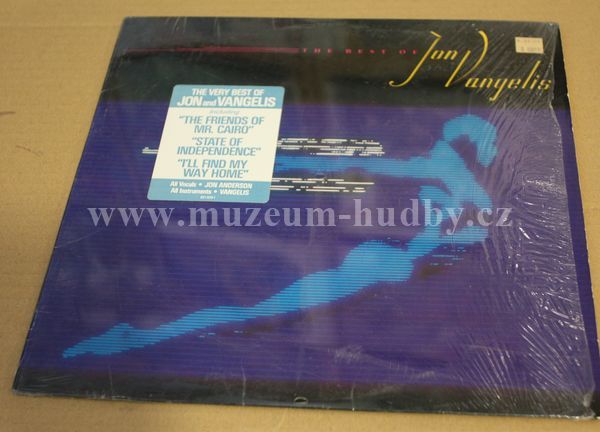 THE BEST OF
Jon
Vangelis
THE VERY BEST OF
JON and VANGELIS
including:
"THE FRIENDS OF
MR. CAIRO"
"STATE OF
INDEPENDENCE"
"I'LL FIND MY
WAY HOME"
All Vocals • JON ANDERSON
All Instruments • VANGELIS
www.muzeum-hudby.cz